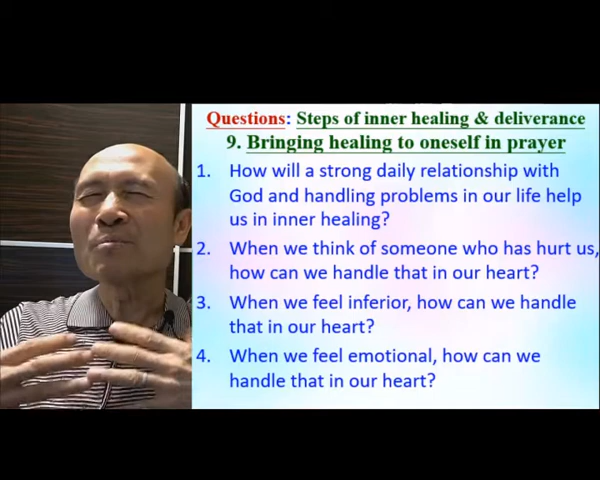 Questions: Steps of inner healing & deliverance
9. Bringing healing to oneself in prayer
1. How will a strong daily relationship with
God and handling problems in our life help
us in inner healing?
2. When we think of someone who has hurt us,
how can we handle that in our heart?
3. When we feel inferior, how can we handle
that in our heart?
4. When we feel emotional, how can we
handle that in our heart?